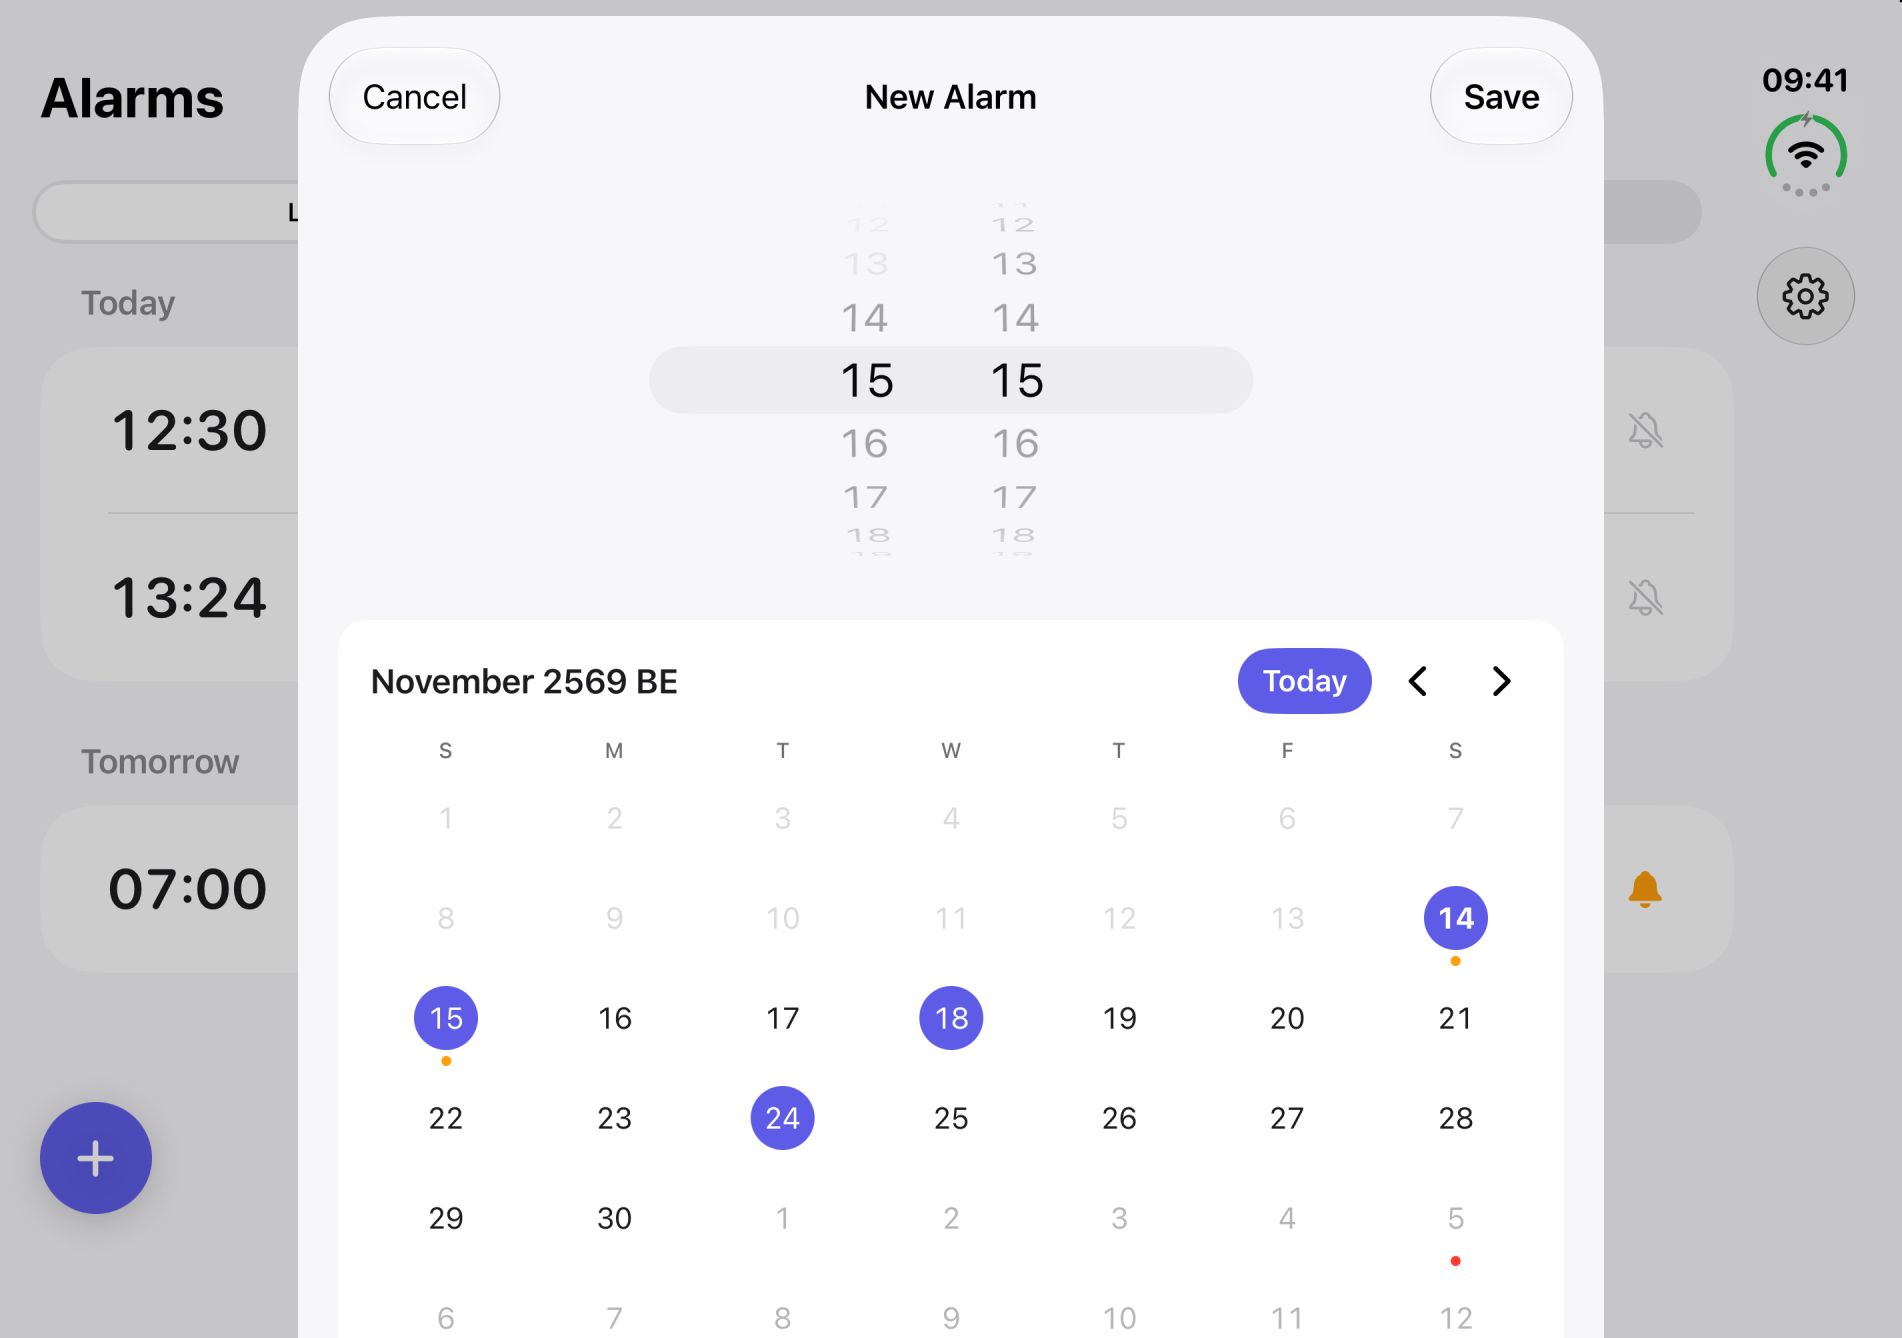 Alarms
Cancel
New Alarm
Save
09:41
Today
12:30
13:24
Tomorrow
07:00
12 12
13 13
14 14
15 15
16 16
17 17
18 18
November 2569 BE
Today
S M T W T F S
1 2 3 4 5 6 7
8 9 10 11 12 13 14
15 16 17 18 19 20 21
22 23 24 25 26 27 28
29 30 1 2 3 4 5
6 7 8 9 10 11 12